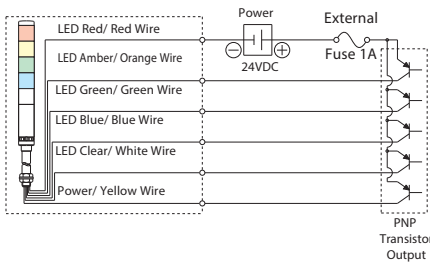 Power
External
LED Red/ Red Wire
Fuse 1A
LED Amber/ Orange Wire
24VDC
LED Green/ Green Wire
LED Blue/ Blue Wire
LED Clear/ White Wire
Power/ Yellow Wire
PNP
Transistor
Output